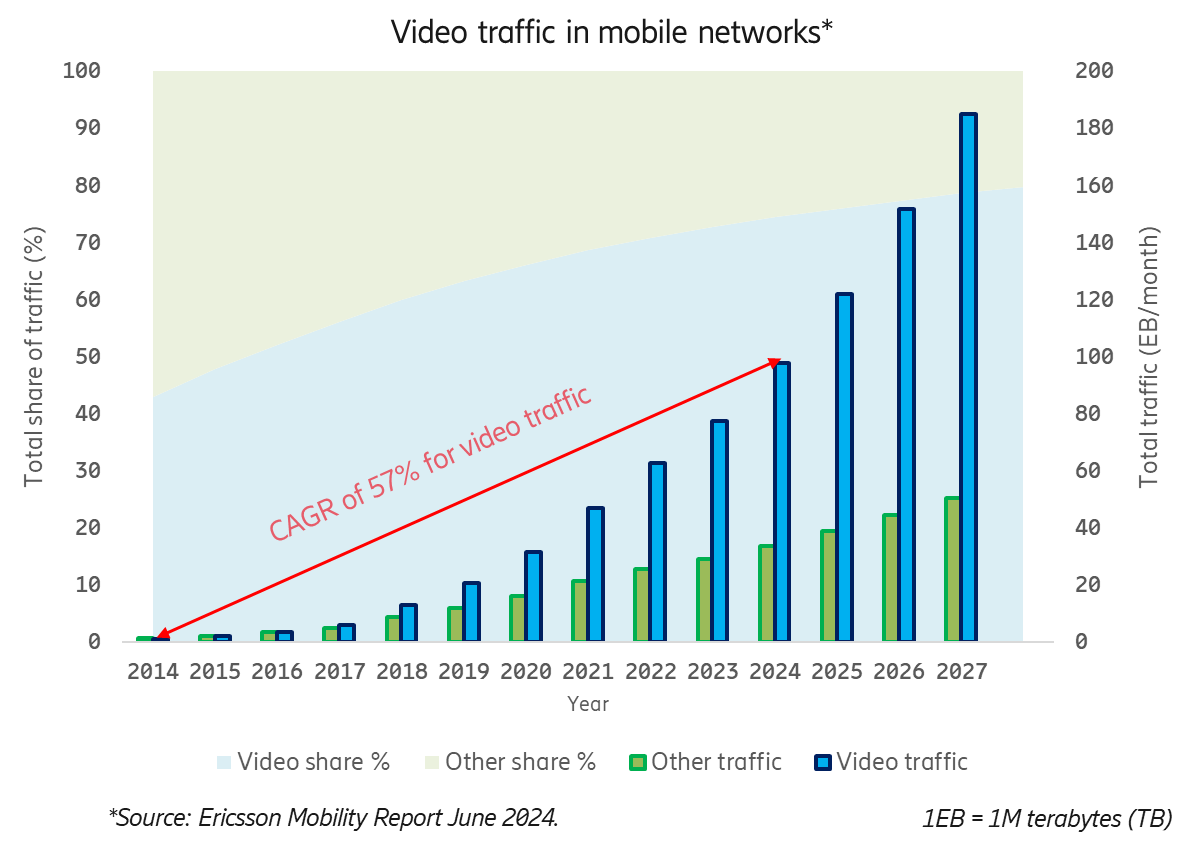 Video traffic in mobile networks*
Total share of traffic (%)
100
90
80
70
60
50
40
30
20
10
0
CAGR of 57% for video traffic
200
180
160
140
120
100
80
60
40
20
0
Total traffic (EB/month)
2014 2015 2016 2017 2018 2019 2020 2021 2022 2023 2024 2025 2026 2027
Year
Video share % Other share % Other traffic Video traffic
*Source: Ericsson Mobility Report June 2024.
1EB = 1M terabytes (TB)